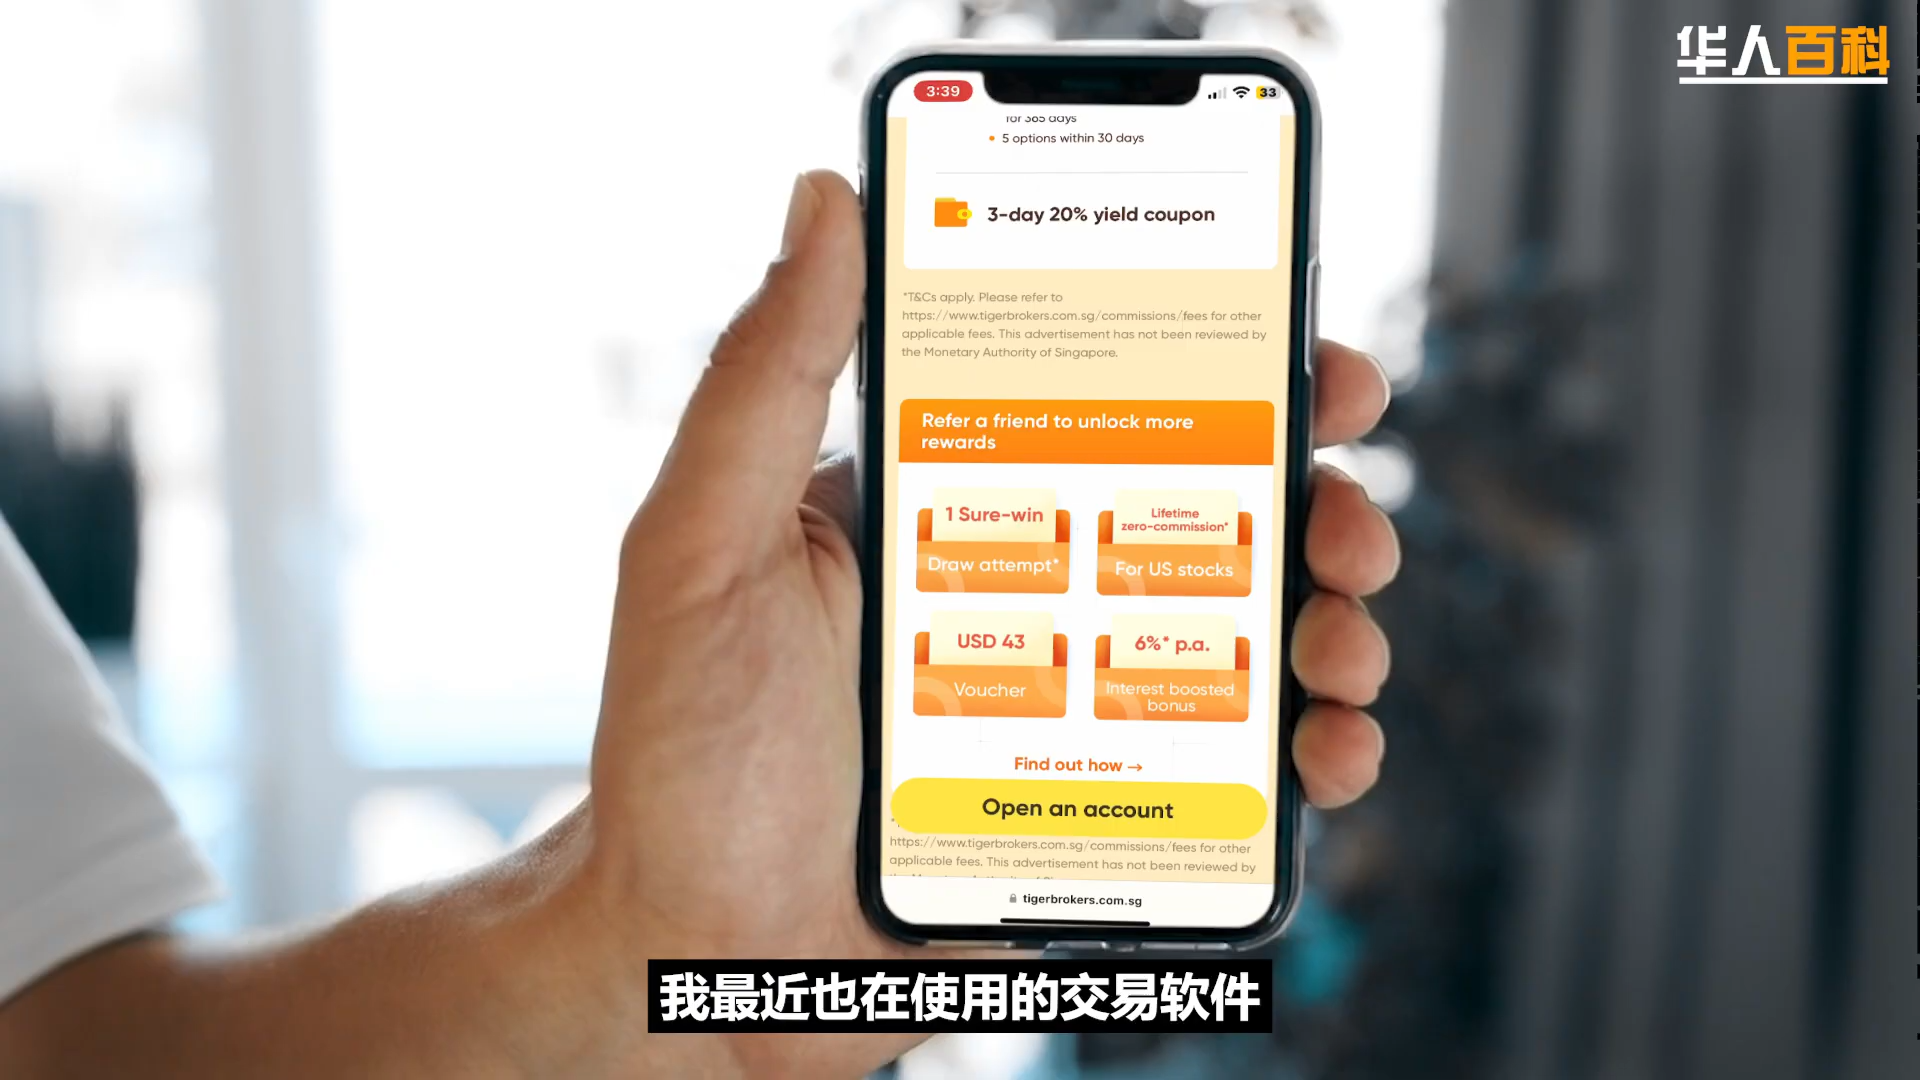 华人百科
3:39
33
for 365 days
5 options within 30 days
3-day 20% yield coupon
*T&Cs apply. Please refer to
https://www.tigerbrokers.com.sg/commissions/fees for other
applicable fees. This advertisement has not been reviewed by
the Monetary Authority of Singapore.
Refer a friend to unlock more
rewards
1 Sure-win
Draw attempt*
Lifetime
zero-commission*
For US stocks
USD 43
Voucher
6%* p.a.
Interest boosted
bonus
Find out how →
Open an account
https://www.tigerbrokers.com.sg/commissions/fees for other
applicable fees. This advertisement has not been reviewed by
tigerbrokers.com.sg
我最近也在使用的交易软件